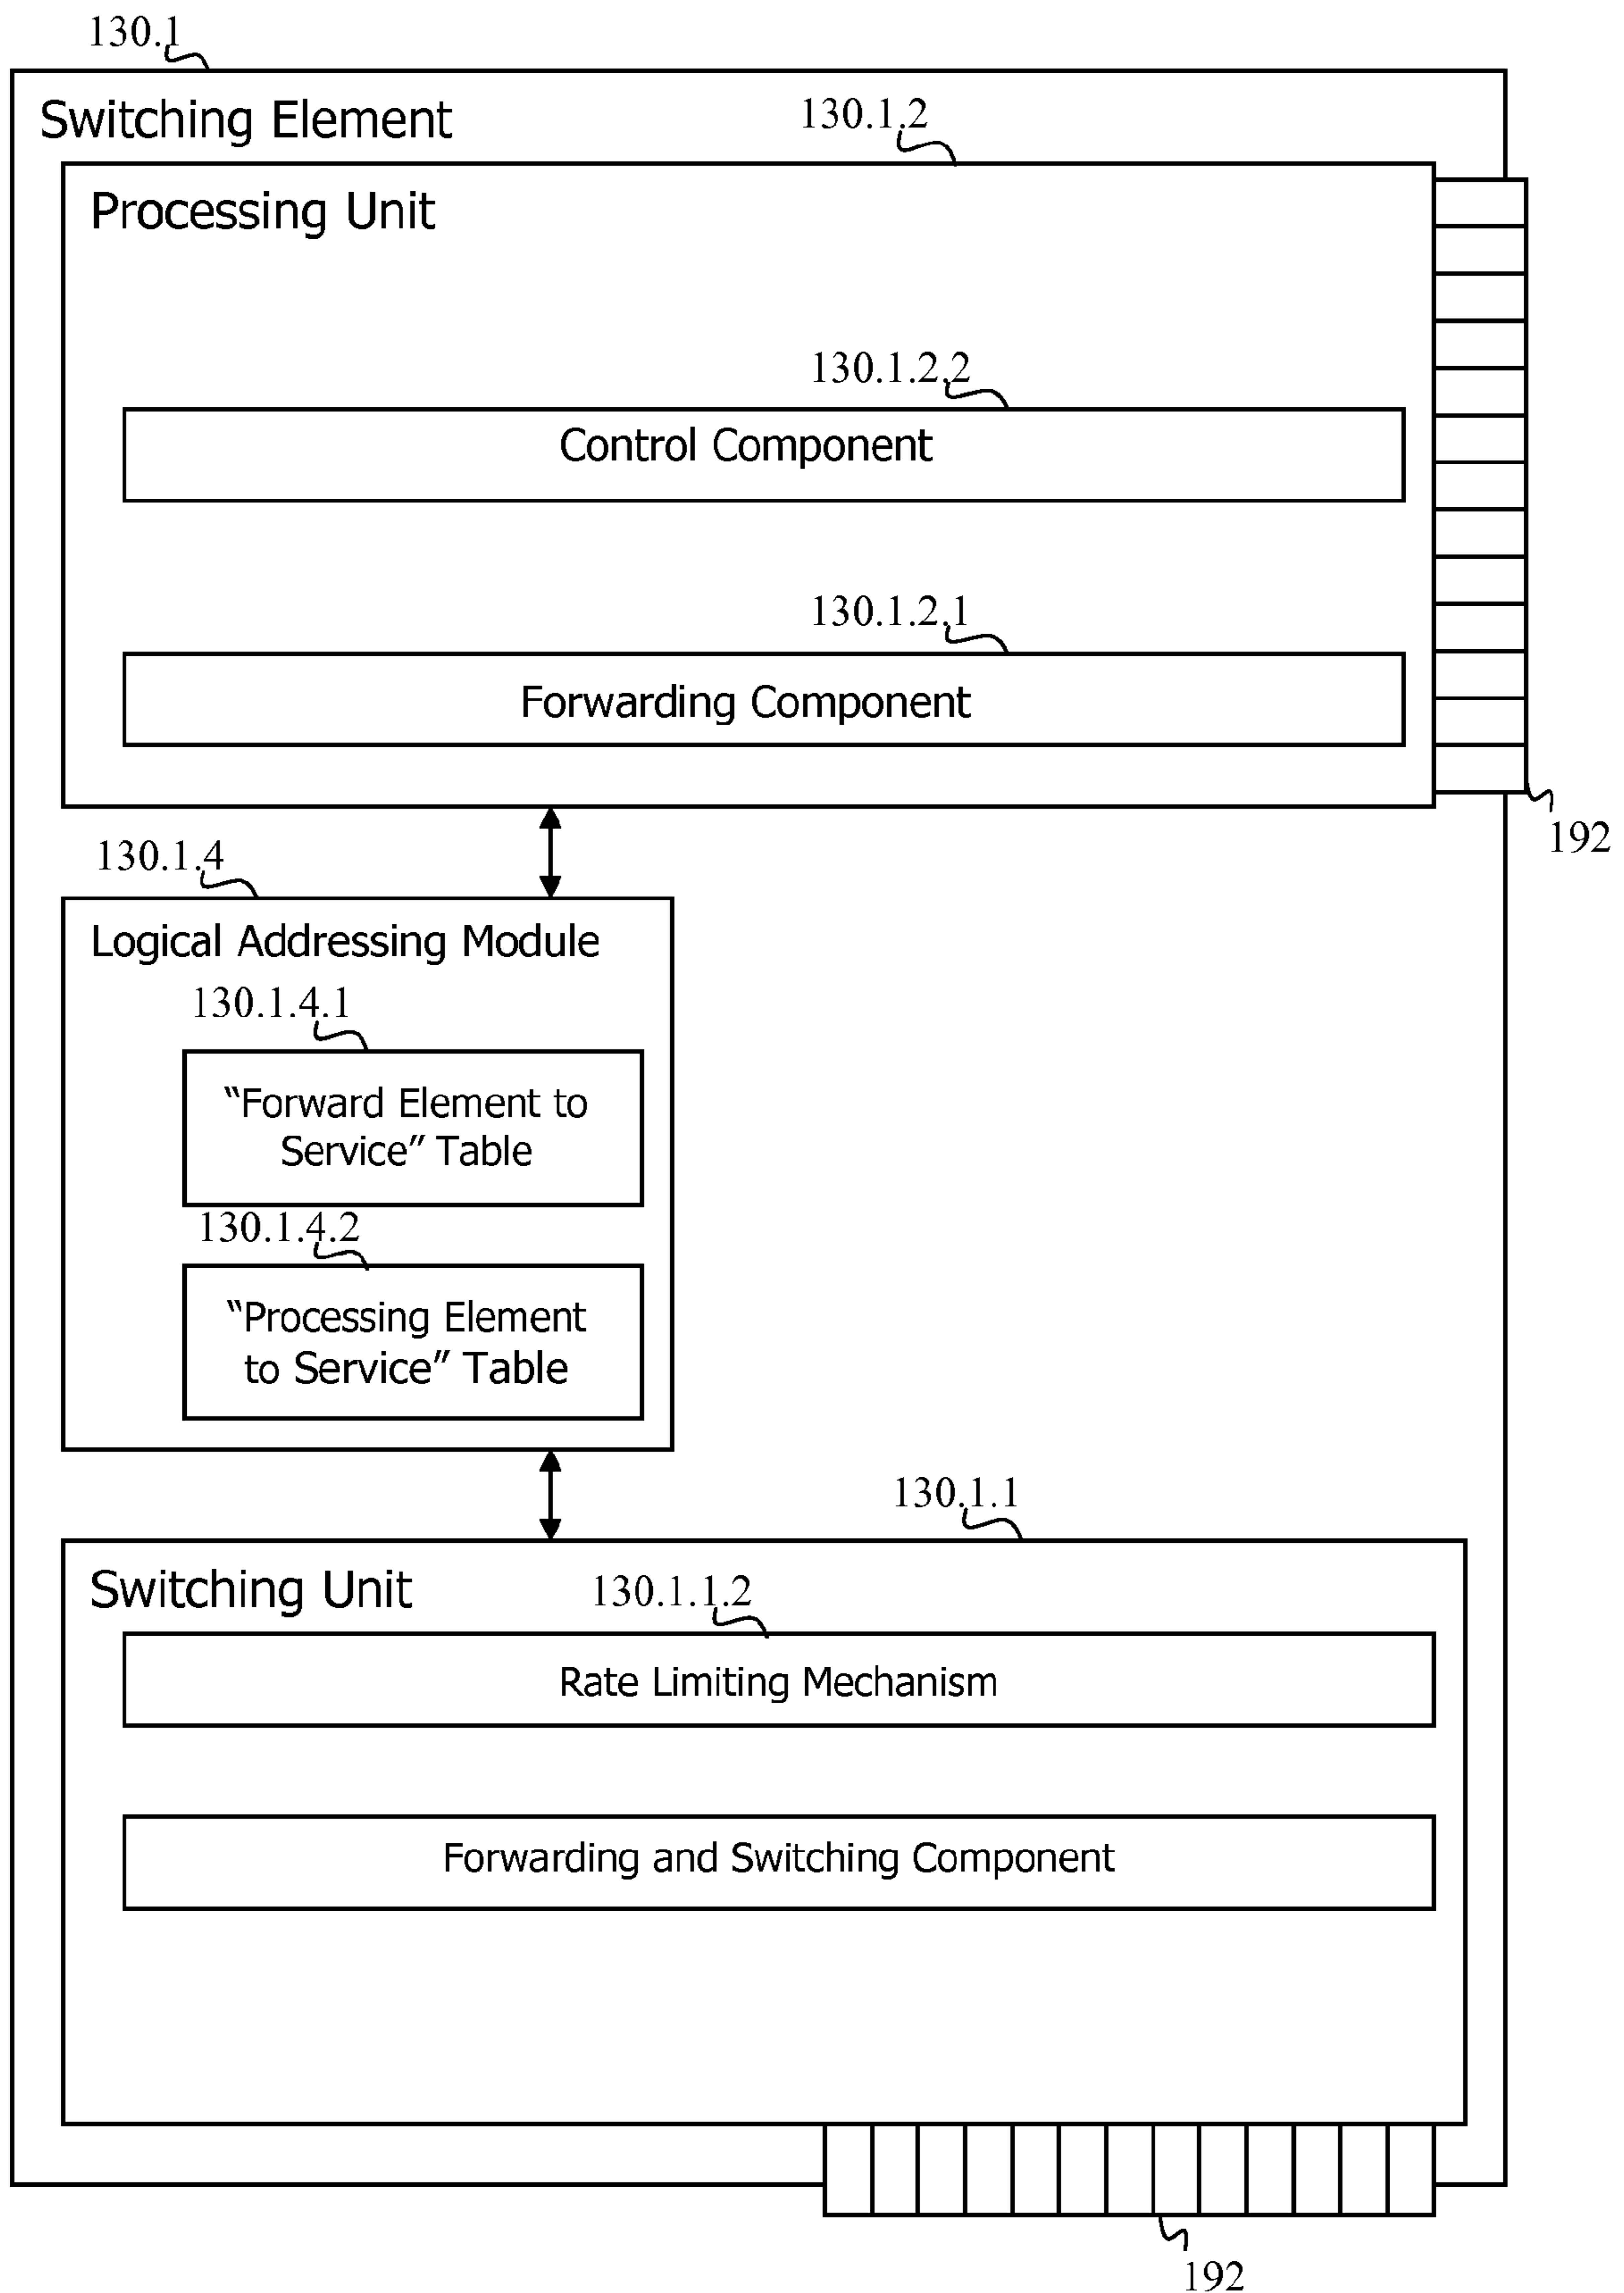 130.1
Switching Element
130.1.2
Processing Unit
130.1.2.2
Control Component
130.1.2.1
Forwarding Component
192
130.1.4
Logical Addressing Module
130.1.4.1
“Forward Element to
Service” Table
130.1.4.2
“Processing Element
to Service” Table
130.1.1
Switching Unit
130.1.1.2
Rate Limiting Mechanism
Forwarding and Switching Component
192